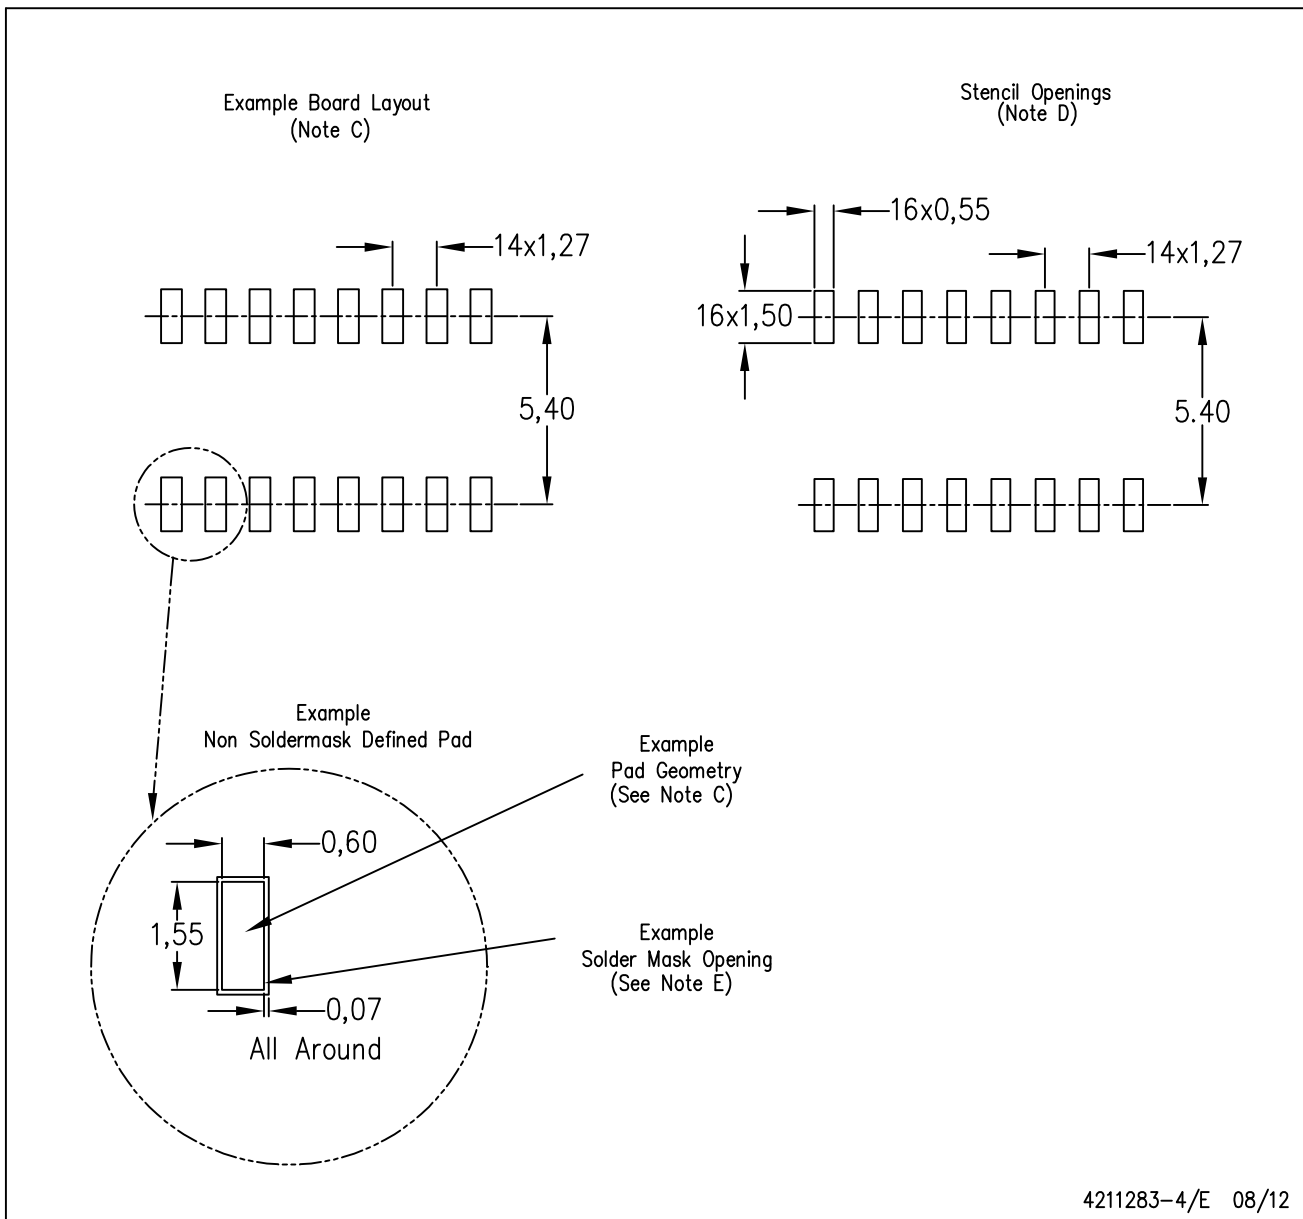 Example Board Layout
(Note C)
14x1,27
5,40
Stencil Openings
(Note D)
16x0,55
14x1,27
16x1,50
5.40
Example
Non Soldermask Defined Pad
Example
Pad Geometry
(See Note C)
0,60
1,55
Example
Solder Mask Opening
(See Note E)
0,07
All Around
4211283-4/E 08/12